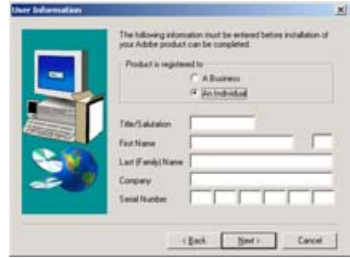 User Information
The following information must be entered before installation of
your Adobe product can be completed.
Product is registered to
A Business
An Individual
Title/Salutation
First Name
Last (Family) Name
Company
Serial Number
< Back
Next >
Cancel